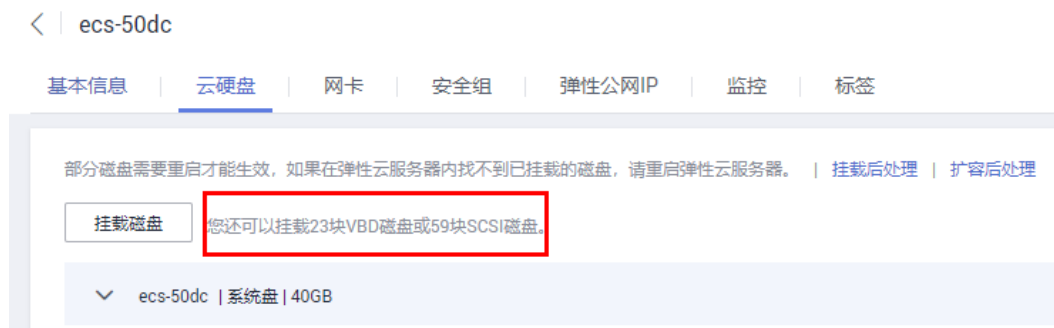 ecs-50dc
基本信息 云硬盘 网卡 安全组 弹性公网IP 监控 标签
部分磁盘需要重启才能生效，如果在弹性云服务器内找不到已挂载的磁盘，请重启弹性云服务器。 | 挂载后处理 | 扩容后处理
挂载磁盘 您还可以挂载23块VBD磁盘或59块SCSI磁盘。
ecs-50dc | 系统盘 | 40GB